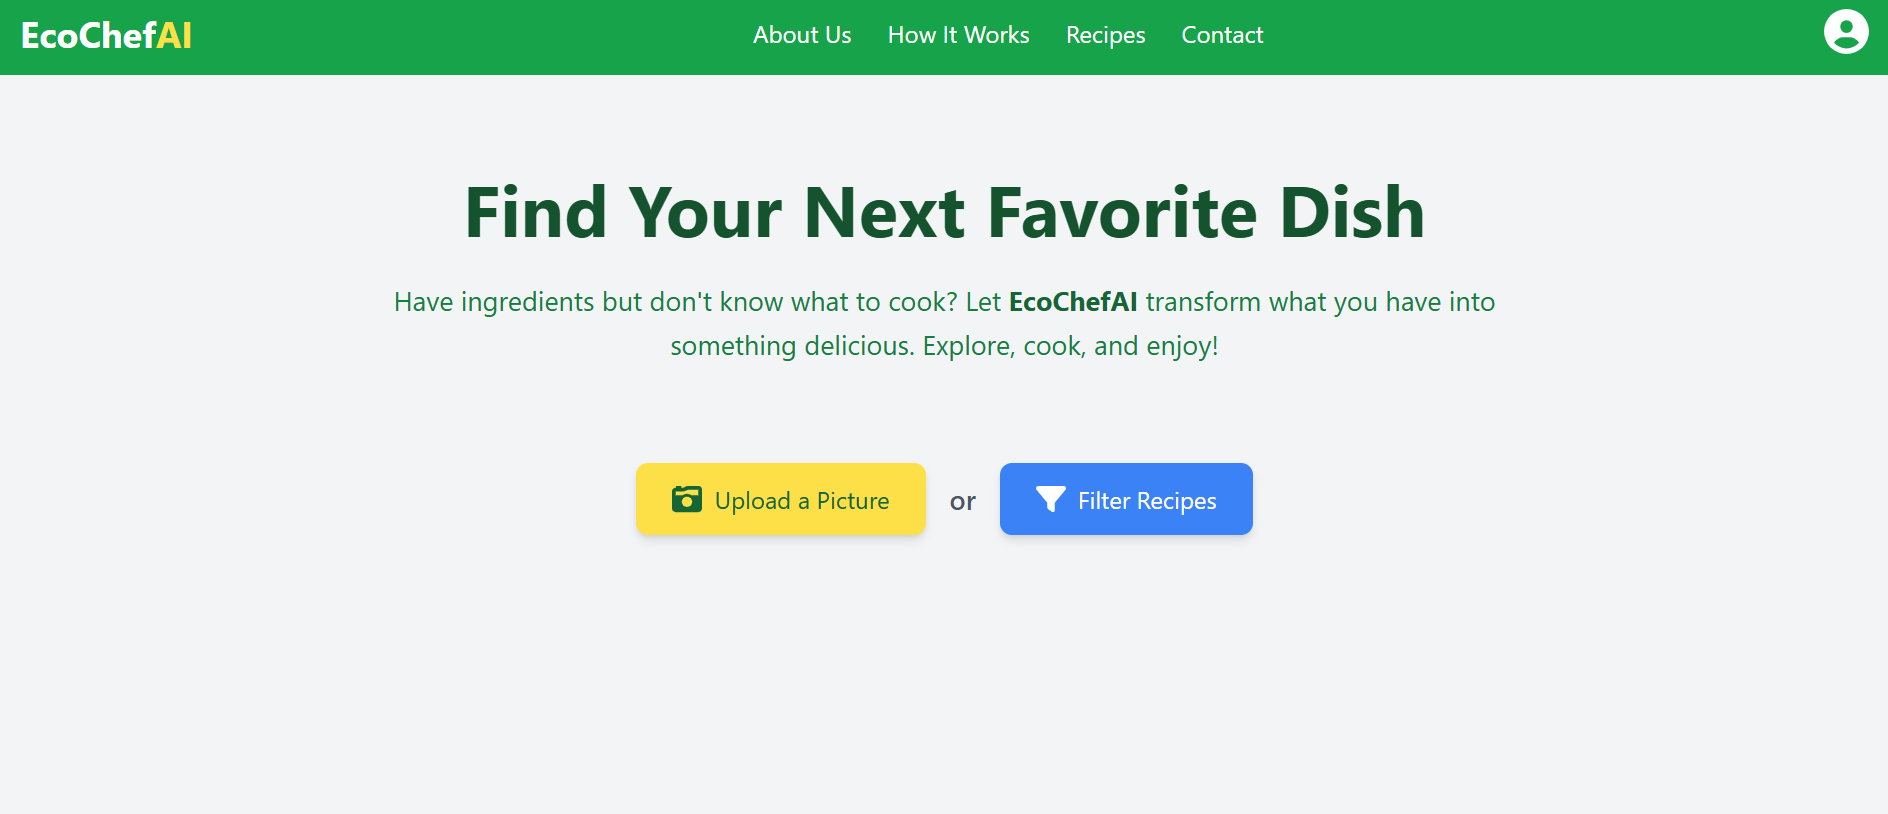 EcoChefAI
About Us
How It Works
Recipes
Contact
Find Your Next Favorite Dish
Have ingredients but don't know what to cook? Let EcoChefAI transform what you have into
something delicious. Explore, cook, and enjoy!
Upload a Picture
or
Filter Recipes